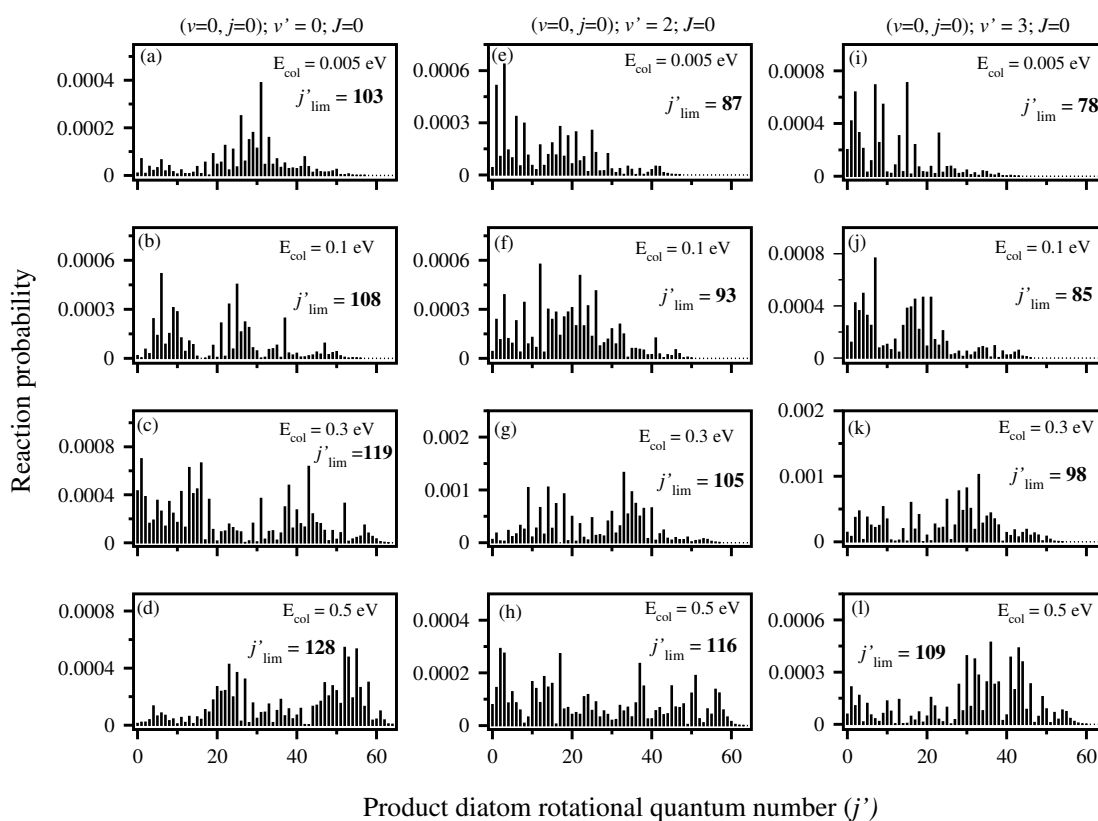 (v=0, j=0); v' = 0; J=0
(v=0, j=0); v' = 2; J=0
(v=0, j=0); v' = 3; J=0
Reaction probability
(a)
E_col = 0.005 eV
j'_lim = 103
0.0004
0.0002
0
(e)
E_col = 0.005 eV
j'_lim = 87
0.0006
0.0003
0
(i)
E_col = 0.005 eV
j'_lim = 78
0.0008
0.0004
0
(b)
E_col = 0.1 eV
j'_lim = 108
0.0006
0.0003
0
(f)
E_col = 0.1 eV
j'_lim = 93
0.0006
0.0003
0
(j)
E_col = 0.1 eV
j'_lim = 85
0.0008
0.0004
0
(c)
E_col = 0.3 eV
j'_lim =119
0.0008
0.0004
0
(g)
E_col = 0.3 eV
j'_lim = 105
0.002
0.001
0
(k)
E_col = 0.3 eV
j'_lim = 98
0.002
0.001
0
(d)
E_col = 0.5 eV
j'_lim = 128
0.0008
0.0004
0
0 20 40 60
(h)
E_col = 0.5 eV
j'_lim = 116
0.0004
0.0002
0
0 20 40 60
(l)
E_col = 0.5 eV
j'_lim = 109
0.0006
0.0003
0
0 20 40 60
Product diatom rotational quantum number (j')